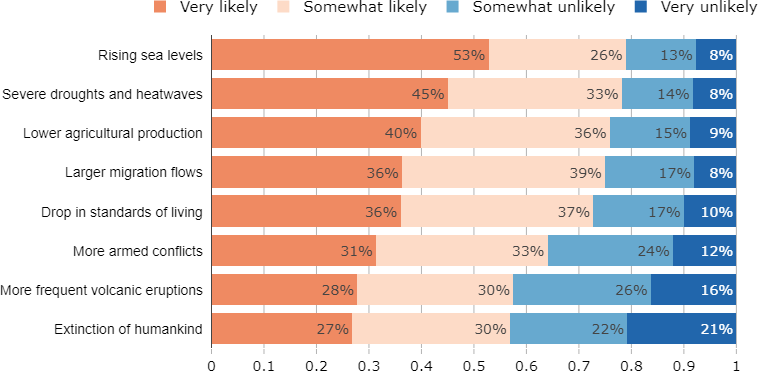 Very likely Somewhat likely Somewhat unlikely Very unlikely
Rising sea levels 53% 26% 13% 8%
Severe droughts and heatwaves 45% 33% 14% 8%
Lower agricultural production 40% 36% 15% 9%
Larger migration flows 36% 39% 17% 8%
Drop in standards of living 36% 37% 17% 10%
More armed conflicts 31% 33% 24% 12%
More frequent volcanic eruptions 28% 30% 26% 16%
Extinction of humankind 27% 30% 22% 21%
0 0.1 0.2 0.3 0.4 0.5 0.6 0.7 0.8 0.9 1